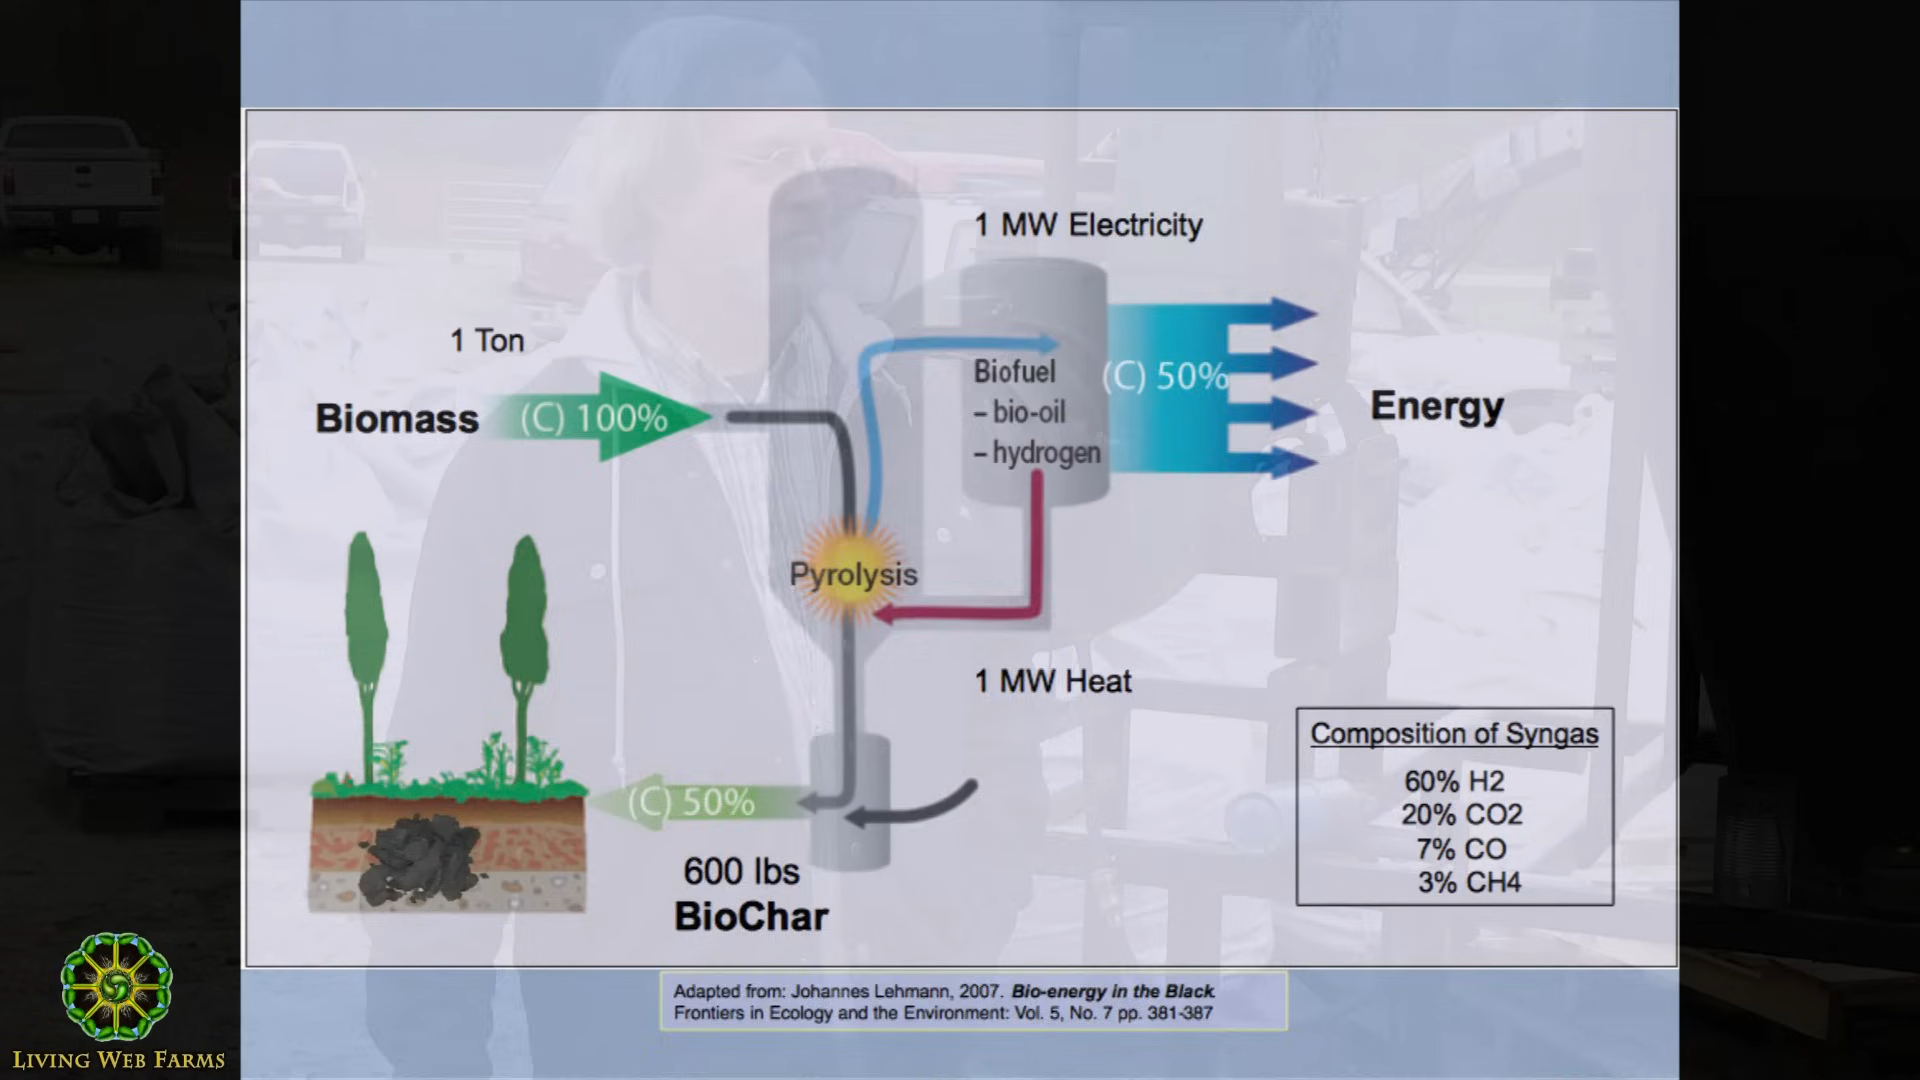 1 MW Electricity
1 Ton
Biomass
(C) 100%
Biofuel
– bio-oil
– hydrogen
(C) 50%
Energy
Pyrolysis
1 MW Heat
(C) 50%
600 lbs
BioChar
Composition of Syngas
60% H2
20% CO2
7% CO
3% CH4
Adapted from: Johannes Lehmann, 2007. Bio-energy in the Black
Frontiers in Ecology and the Environment: Vol. 5, No. 7 pp. 381-387
LIVING WEB FARMS